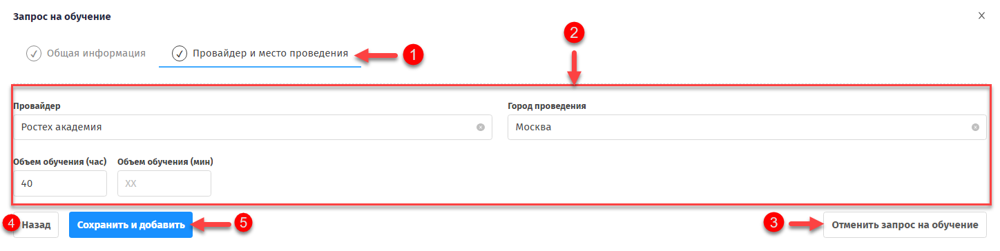 Запрос на обучение
2
Общая информация
Провайдер и место проведения
1
Провайдер
Город проведения
Ростех академия
Москва
Объем обучения (час)
Объем обучения (мин)
40
XX
4
Назад
Сохранить и добавить
5
3
Отменить запрос на обучение